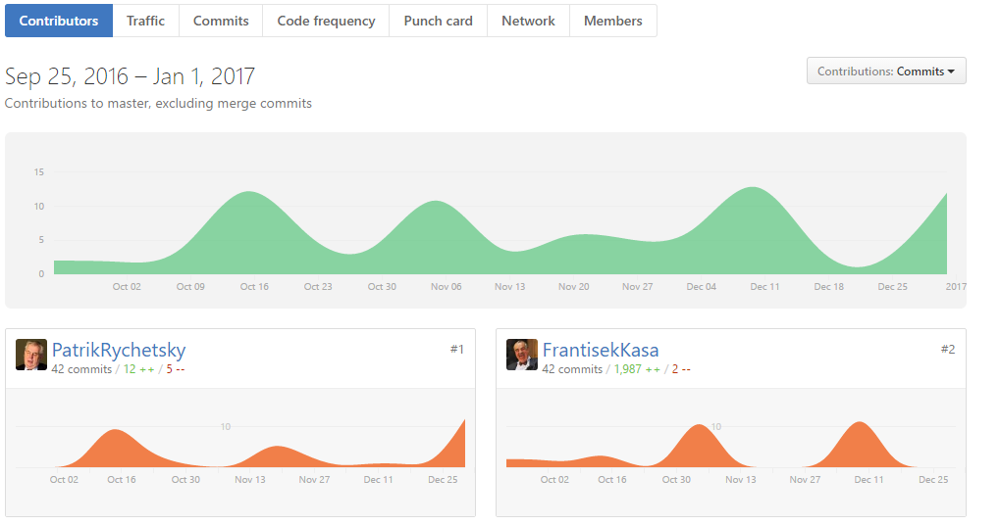 Contributors Traffic Commits Code frequency Punch card Network Members
Sep 25, 2016 – Jan 1, 2017
Contributions: Commits
Contributions to master, excluding merge commits
15
10
5
0
Oct 02 Oct 09 Oct 16 Oct 23 Oct 30 Nov 06 Nov 13 Nov 20 Nov 27 Dec 04 Dec 11 Dec 18 Dec 25 2017
PatrikRychetsky #1
42 commits / 12 ++ / 5 --
10
Oct 02 Oct 16 Oct 30 Nov 13 Nov 27 Dec 11 Dec 25
FrantisekKasa #2
42 commits / 1,987 ++ / 2 --
10
Oct 02 Oct 16 Oct 30 Nov 13 Nov 27 Dec 11 Dec 25